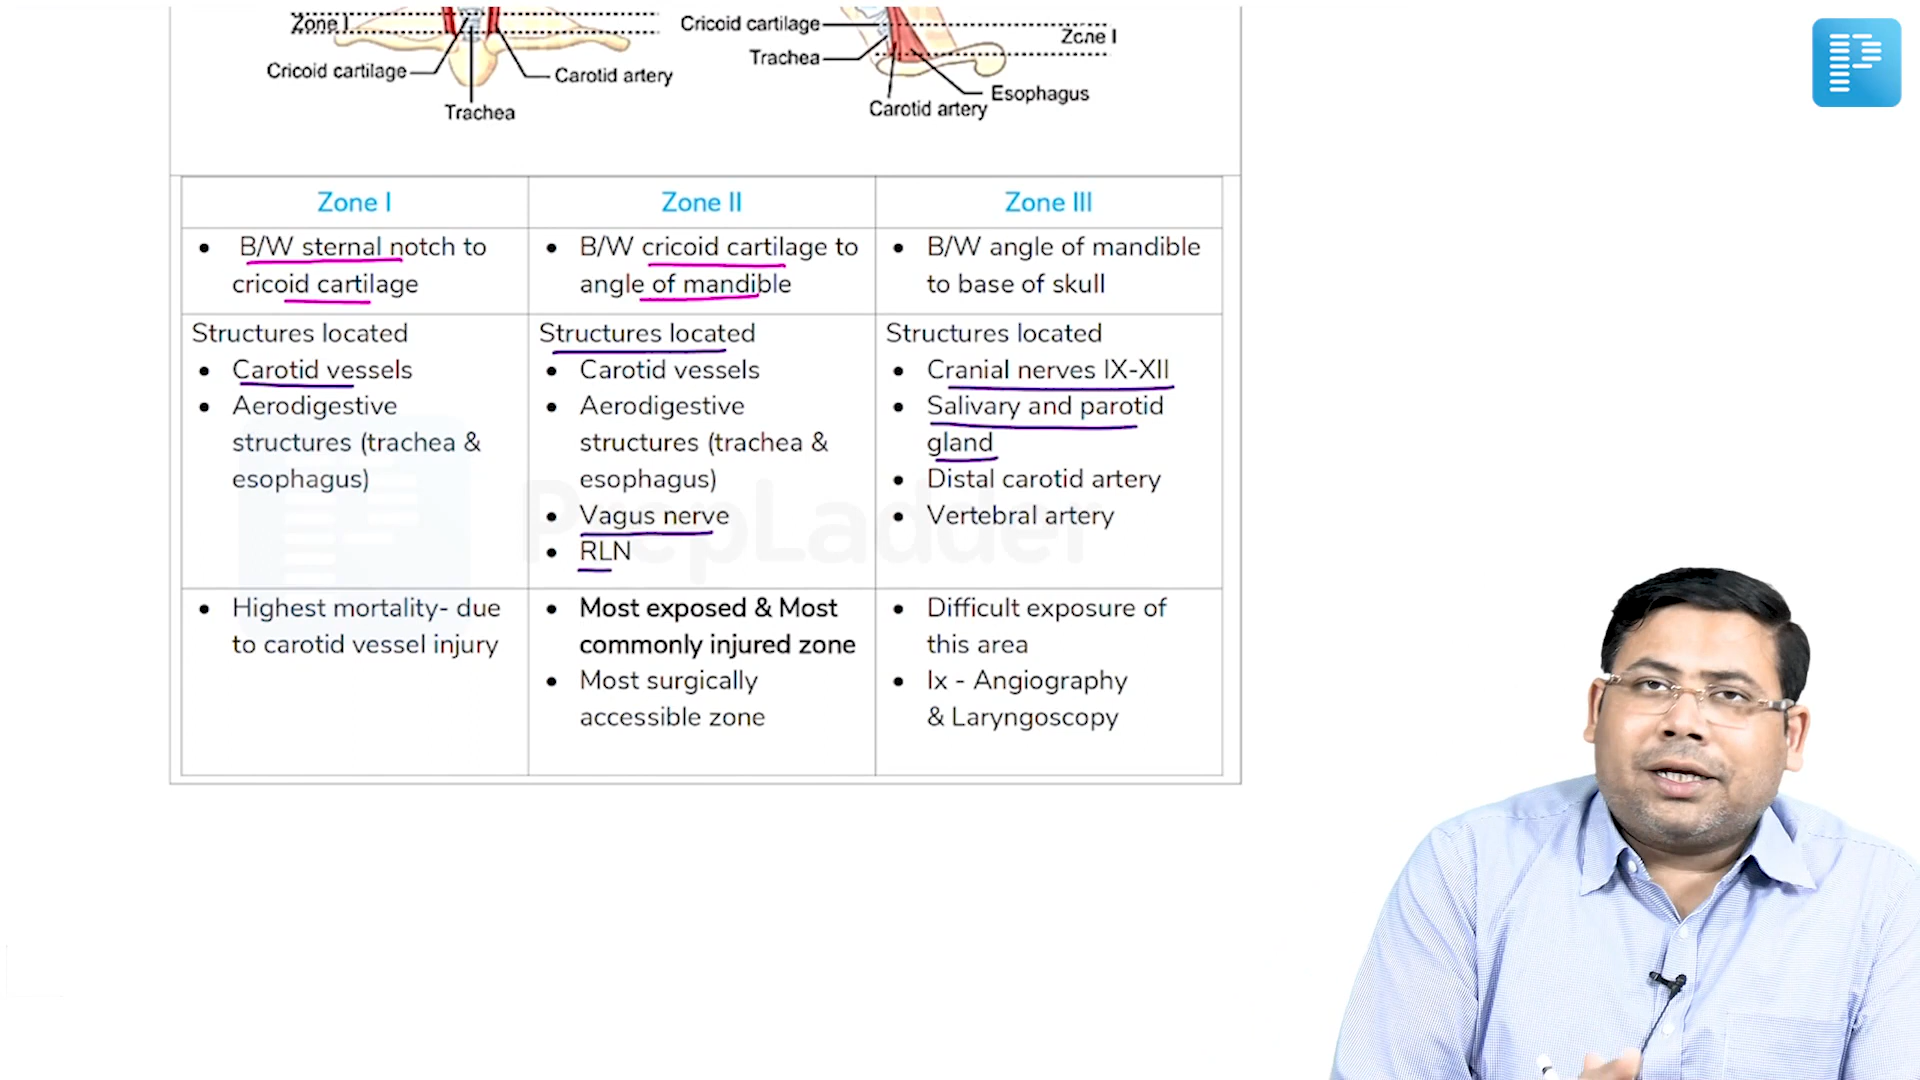 Zone I
Cricoid cartilage
Carotid artery
Trachea
Cricoid cartilage
Zone I
Trachea
Esophagus
Carotid artery
Zone I
Zone II
Zone III
B/W sternal notch to
cricoid cartilage
B/W cricoid cartilage to
angle of mandible
B/W angle of mandible
to base of skull
Structures located
• Carotid vessels
• Aerodigestive
structures (trachea &
esophagus)
Structures located
• Carotid vessels
• Aerodigestive
structures (trachea &
esophagus)
• Vagus nerve
• RLN
Structures located
• Cranial nerves IX-XII
• Salivary and parotid
gland
• Distal carotid artery
• Vertebral artery
• Highest mortality- due
to carotid vessel injury
• Most exposed & Most
commonly injured zone
• Most surgically
accessible zone
• Difficult exposure of
this area
• Ix - Angiography
& Laryngoscopy
PrepLadder